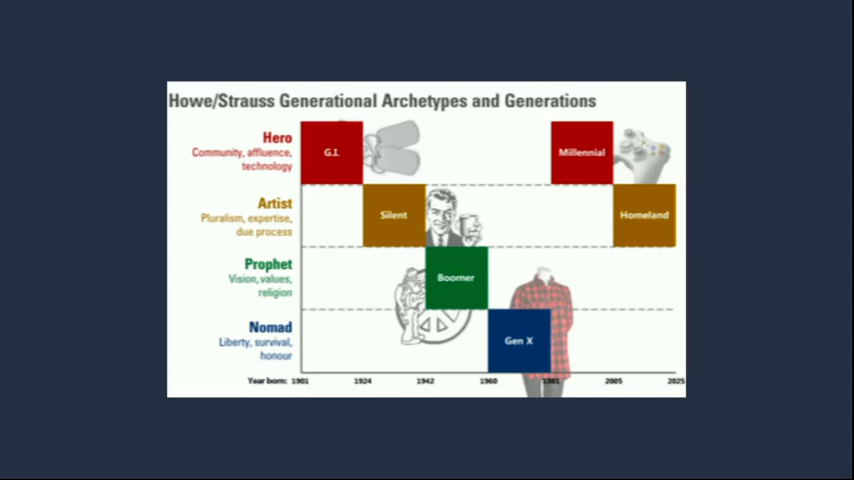 Howe/Strauss Generational Archetypes and Generations
Hero
Community, affluence,
technology
G.I.
Millennial
Artist
Pluralism, expertise,
due process
Silent
Homeland
Prophet
Vision, values,
religion
Boomer
Nomad
Liberty, survival,
honour
Gen X
Year born: 1901 1924 1942 1960 1981 2005 2025